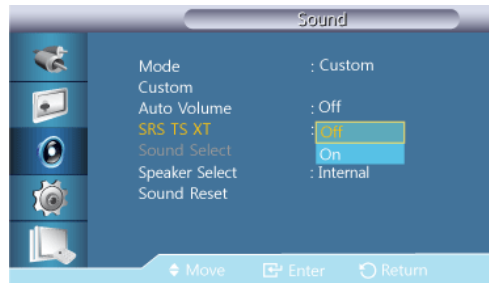 Sound
Mode : Custom
Custom
Auto Volume : Off
SRS TS XT : Off
On
Sound Select
Speaker Select : Internal
Sound Reset
Move Enter Return